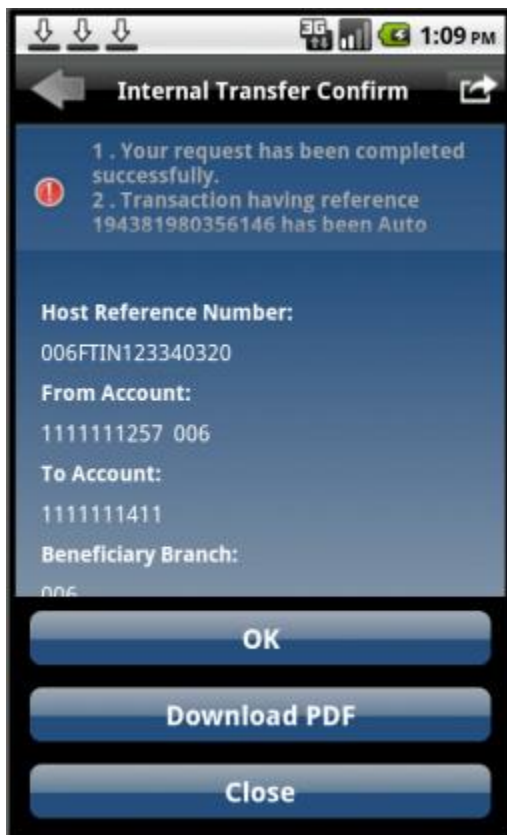 3G
1:09 PM
Internal Transfer Confirm
1 . Your request has been completed
successfully.
2 . Transaction having reference
194381980356146 has been Auto
Host Reference Number:
006FTIN123340320
From Account:
1111111257 006
To Account:
1111111411
Beneficiary Branch:
006
OK
Download PDF
Close